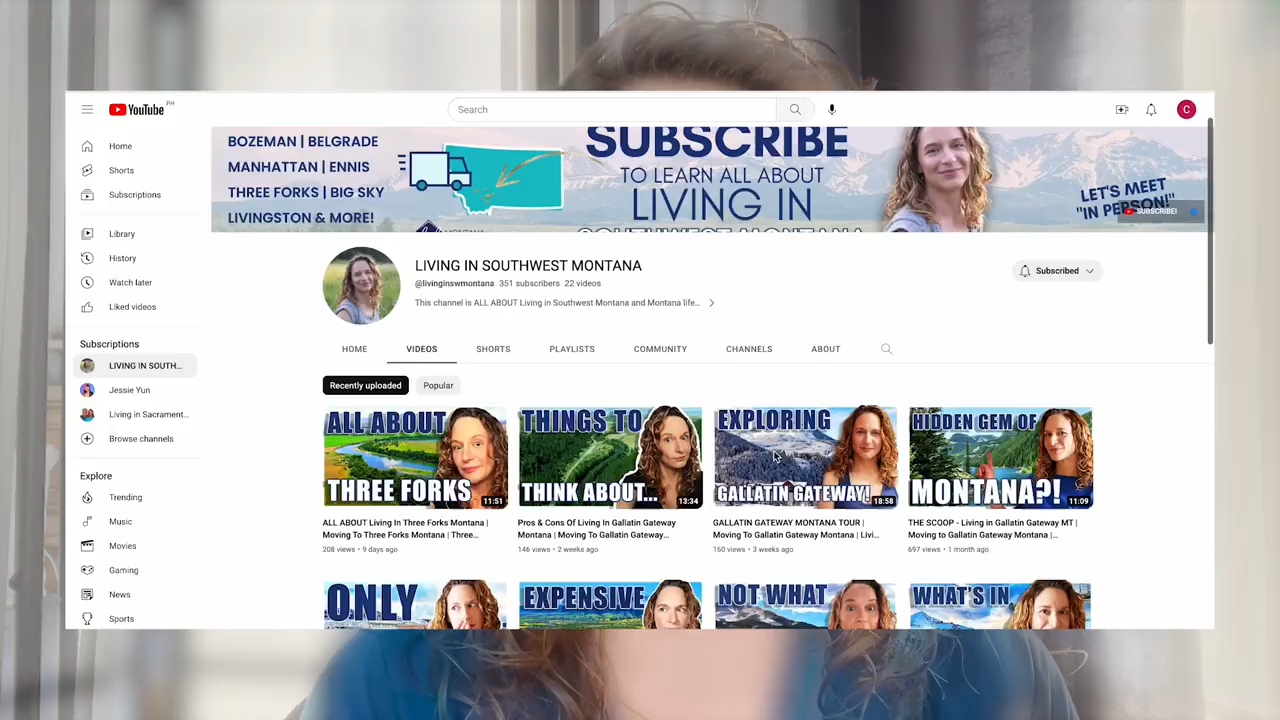 YouTube PH
Search
C
Home
Shorts
Subscriptions
Library
History
Watch later
Liked videos
Subscriptions
LIVING IN SOUTH...
Jessie Yun
Living in Sacrament...
Browse channels
Explore
Trending
Music
Movies
Gaming
News
Sports
BOZEMAN | BELGRADE
MANHATTAN | ENNIS
THREE FORKS | BIG SKY
LIVINGSTON & MORE!
SUBSCRIBE
TO LEARN ALL ABOUT
LIVING IN
SOUTHWEST MONTANA
LET'S MEET
"IN PERSON!"
SUBSCRIBE!
LIVING IN SOUTHWEST MONTANA
@livinginswmontana 351 subscribers 22 videos
This channel is ALL ABOUT Living in Southwest Montana and Montana life...
Subscribed
HOME VIDEOS SHORTS PLAYLISTS COMMUNITY CHANNELS ABOUT
Recently uploaded Popular
ALL ABOUT
THREE FORKS
11:51
ALL ABOUT Living In Three Forks Montana |
Moving To Three Forks Montana | Three...
208 views • 9 days ago
THINGS TO
THINK ABOUT...
13:34
Pros & Cons Of Living In Gallatin Gateway
Montana | Moving To Gallatin Gateway...
146 views • 2 weeks ago
EXPLORING
GALLATIN GATEWAY!
18:58
GALLATIN GATEWAY MONTANA TOUR |
Moving To Gallatin Gateway Montana | Livi...
160 views • 3 weeks ago
HIDDEN GEM OF
MONTANA?!
11:09
THE SCOOP - Living in Gallatin Gateway MT |
Moving to Gallatin Gateway Montana |...
697 views • 1 month ago
ONLY
EXPENSIVE
NOT WHAT
WHAT'S IN